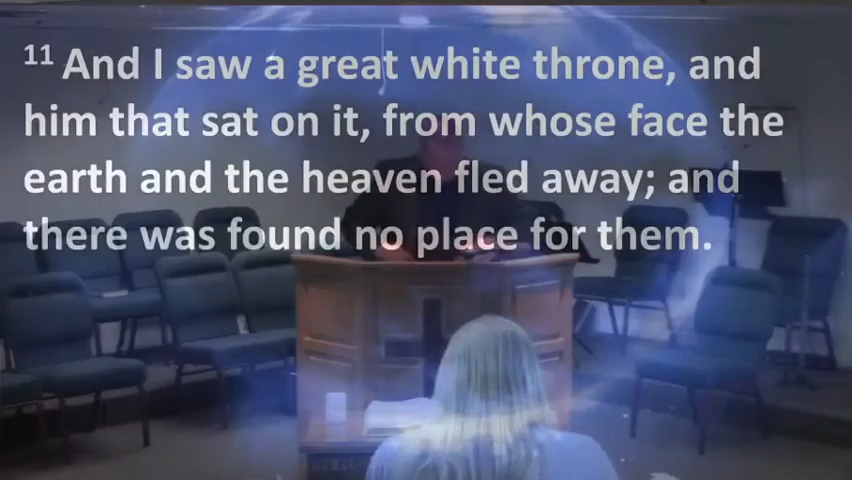 11 And I saw a great white throne, and
him that sat on it, from whose face the
earth and the heaven fled away; and
there was found no place for them.